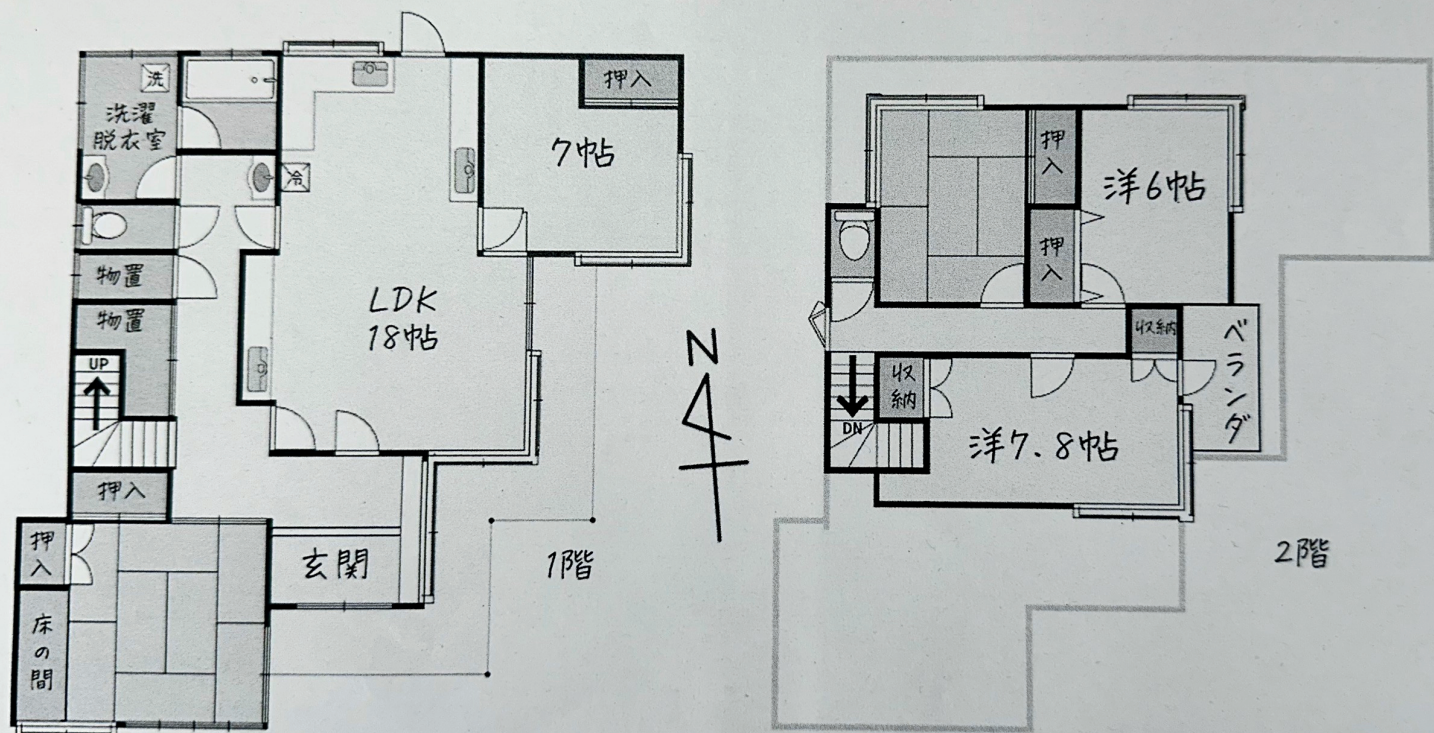 洗
洗濯
脱衣室
冷
押入
7帖
物置
物置
UP
LDK
18帖
押入
押
入
床
の
間
玄関
1階
N
押
入
押
入
洋6帖
収納
ベランダ
収
納
DN
洋7.8帖
2階